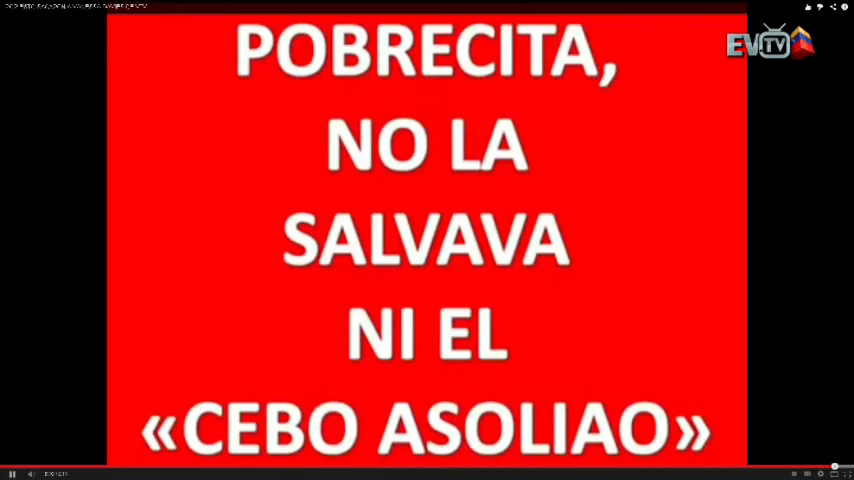 EVTV
POBRECITA,
NO LA
SALVAVA
NI EL
«CEBO ASOLIAO»